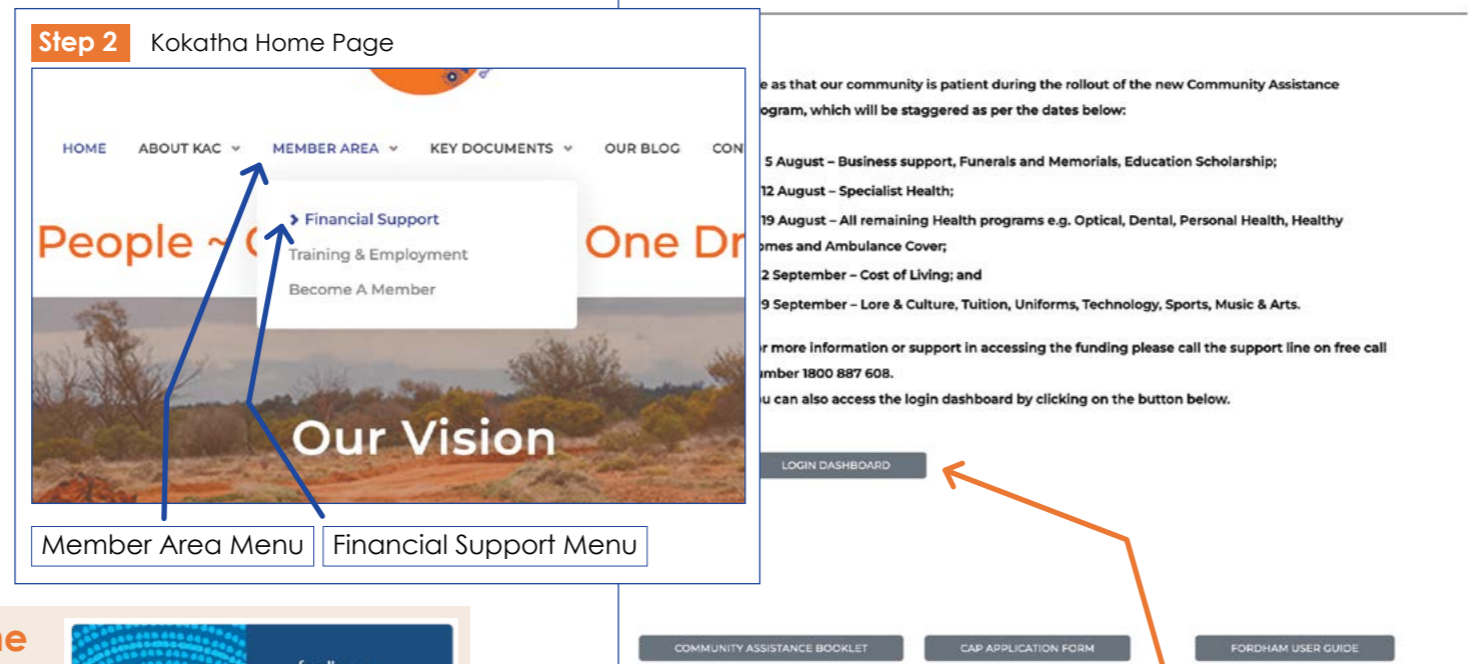 Step 2 Kokatha Home Page
HOME ABOUT KAC MEMBER AREA KEY DOCUMENTS OUR BLOG
Financial Support
Training & Employment
Become A Member
People ~ One
Our Vision
Member Area Menu Financial Support Menu
as that our community is patient during the rollout of the new Community Assistance
which will be staggered as per the dates below:
5 August – Business support, Funerals and Memorials, Education Scholarship;
12 August – Specialist Health;
19 August – All remaining Health programs e.g. Optical, Dental, Personal Health, Healthy
and Ambulance Cover;
2 September – Cost of Living; and
9 September – Lore & Culture, Tuition, Uniforms, Technology, Sports, Music & Arts.
more information or support in accessing the funding please call the support line on free call
1800 887 608.
can also access the login dashboard by clicking on the button below.
LOGIN DASHBOARD
COMMUNITY ASSISTANCE BOOKLET CAP APPLICATION FORM FORDHAM USER GUIDE